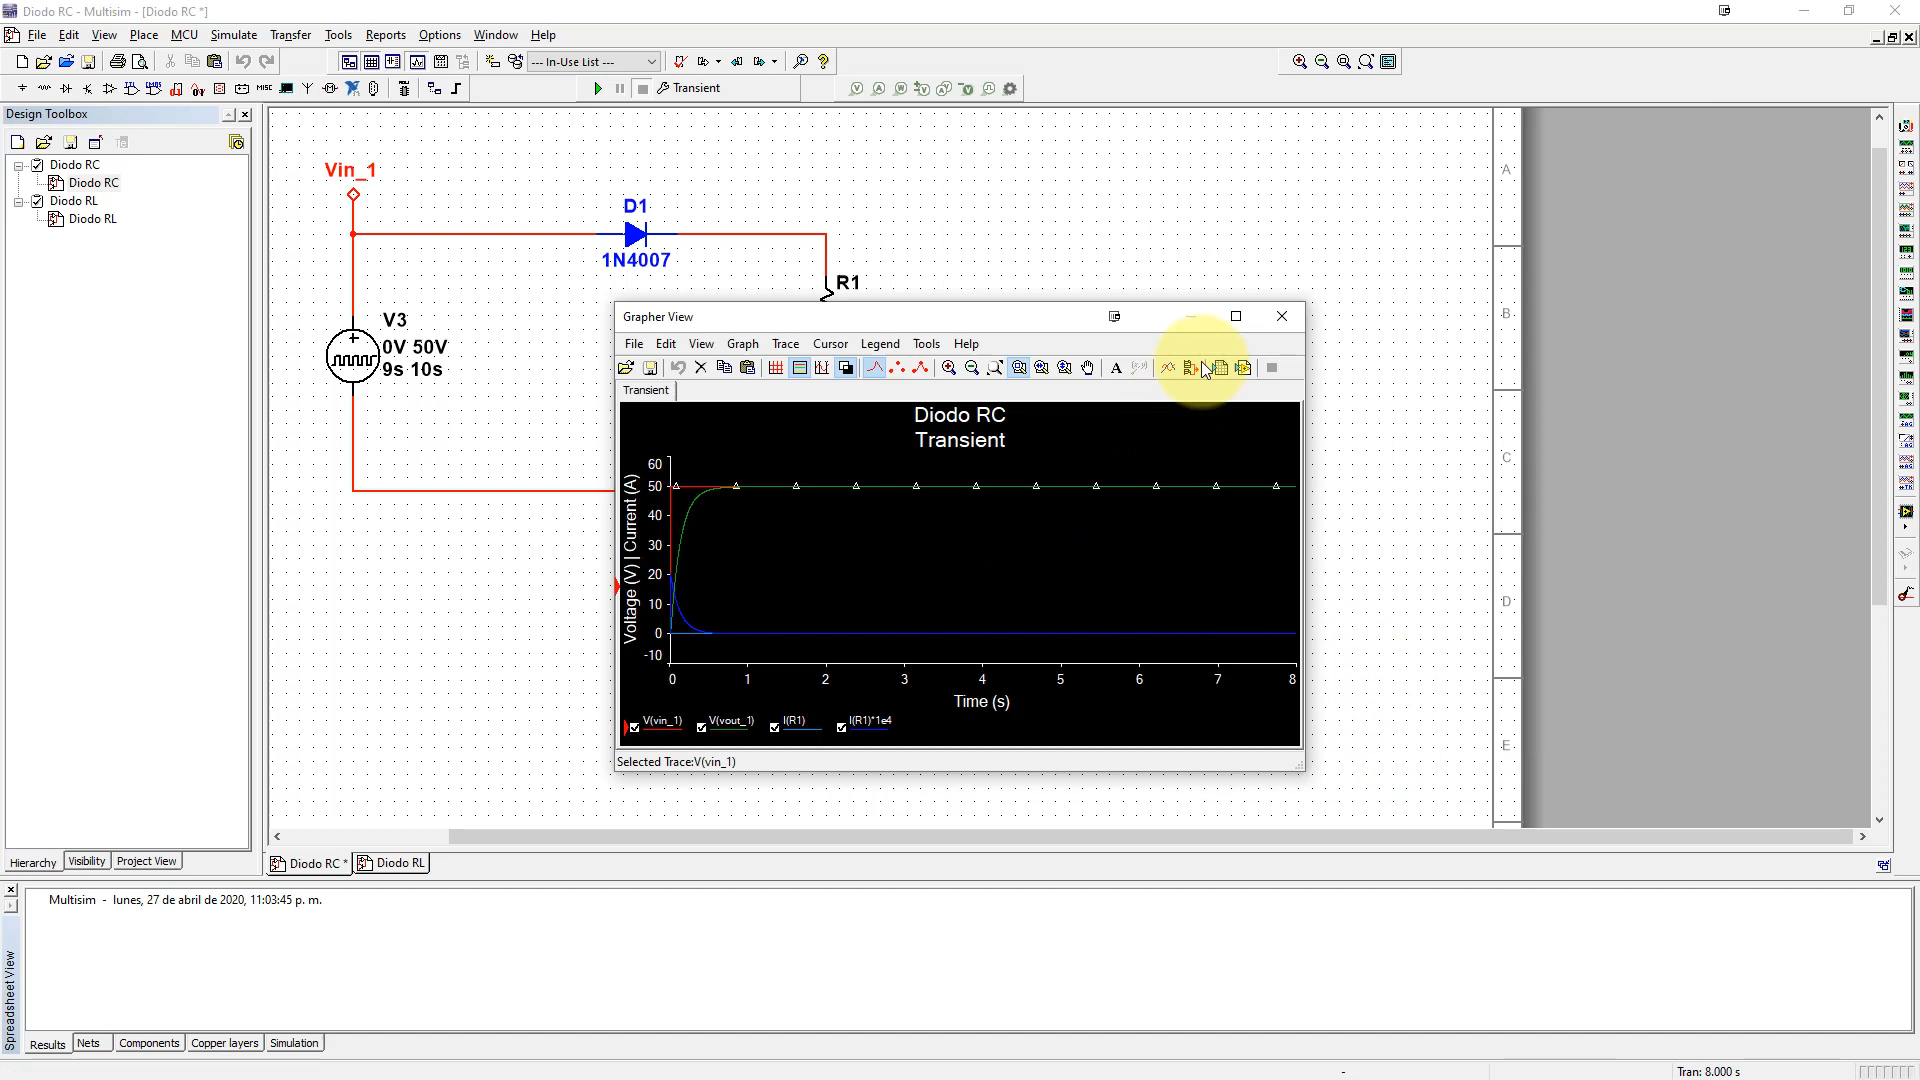 Diodo RC - Multisim - [Diodo RC *]
File Edit View Place MCU Simulate Transfer Tools Reports Options Window Help
--- In-Use List ---
MISC
Transient
Design Toolbox
Diodo RC
Diodo RC
Diodo RL
Diodo RL
Hierarchy Visibility Project View
Vin_1
D1
1N4007
R1
V3
0V 50V
9s 10s
A
B
C
D
E
Grapher View
File Edit View Graph Trace Cursor Legend Tools Help
Transient
Diodo RC
Transient
Voltage (V) | Current (A)
60
50
40
30
20
10
0
-10
0 1 2 3 4 5 6 7 8
Time (s)
V(vin_1) V(vout_1) I(R1) I(R1)*1e4
Selected Trace:V(vin_1)
Diodo RC * Diodo RL
Multisim - lunes, 27 de abril de 2020, 11:03:45 p. m.
Spreadsheet View
Results Nets Components Copper layers Simulation
- Tran: 8.000 s